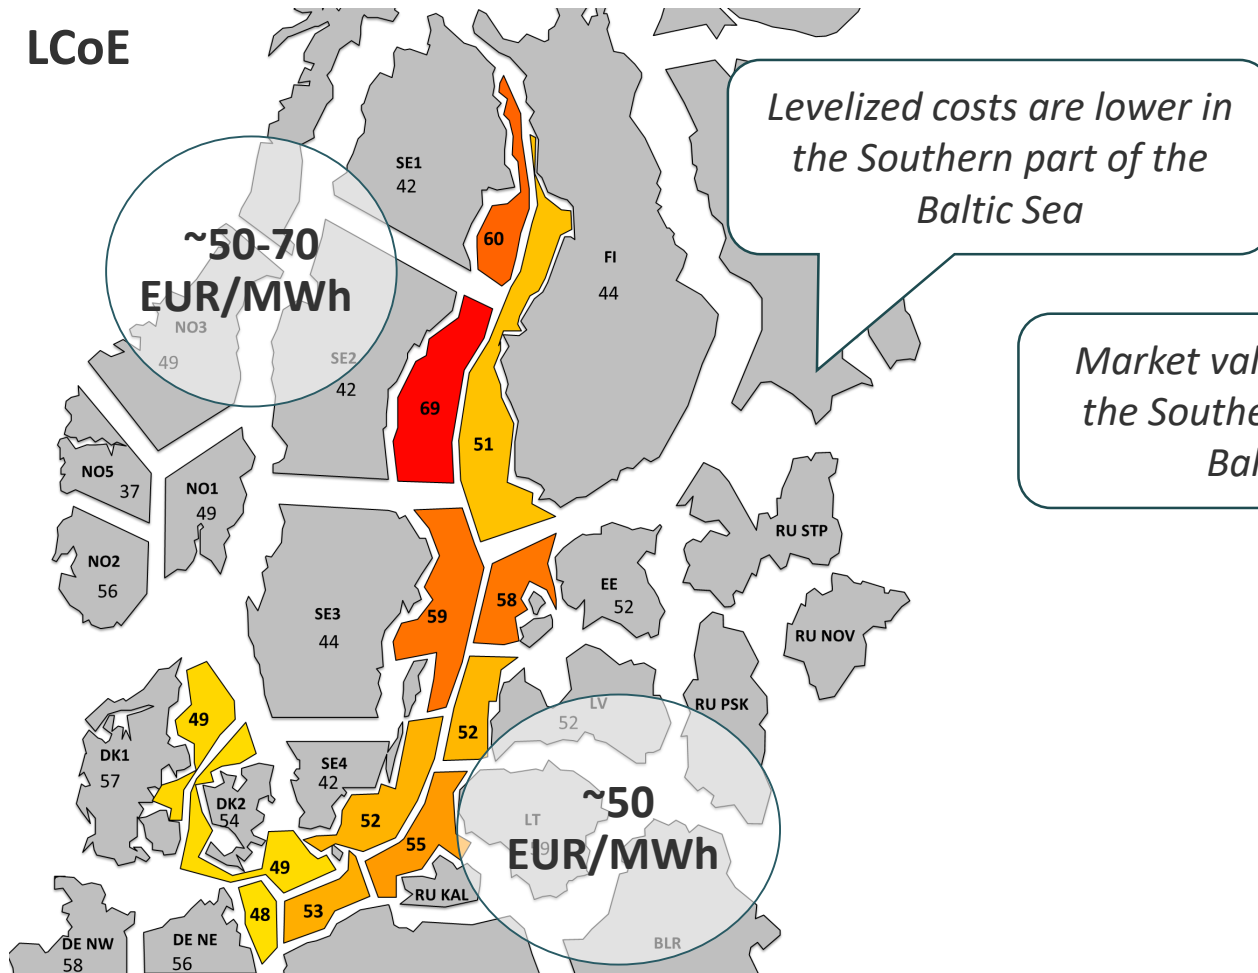 LCoE
Levelized costs are lower in
the Southern part of the
Baltic Sea
SE1
42
~50-70
EUR/MWh
60
FI
44
NO3
49
SE2
42
Market val
the Southe
Bal
69
51
NO5
37
NO1
49
NO2
56
RU STP
EE
52
58
59
SE3
44
RU NOV
LV
52
RU PSK
49
52
DK1
57
SE4
42
DK2
54
52
~50
EUR/MWh
LT
55
49
RU KAL
48
53
DE NW
58
DE NE
56
BLR